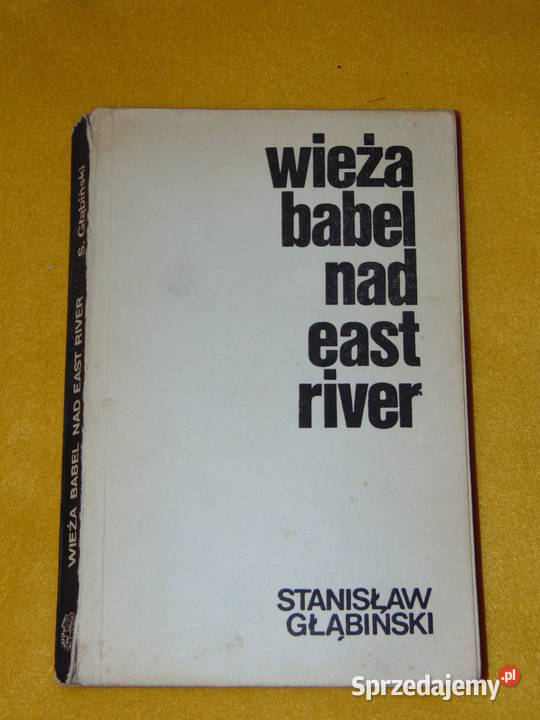 wieża
babel
nad
east
river
STANISŁAW
GŁĄBIŃSKI
WIEŻA BABEL NAD EAST RIVER S. Głąbiński
Sprzedajemy.pl